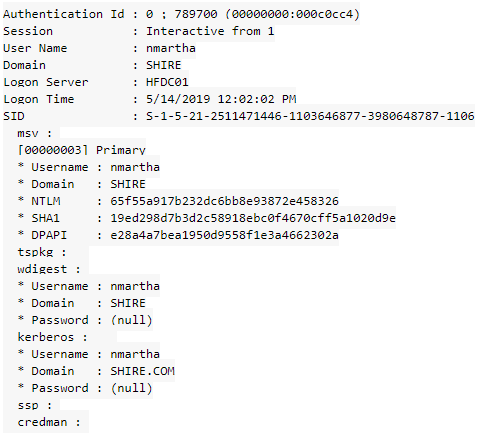 Authentication Id : 0 ; 789700 (00000000:000c0cc4)
Session : Interactive from 1
User Name : nmartha
Domain : SHIRE
Logon Server : HFDC01
Logon Time : 5/14/2019 12:02:02 PM
SID : S-1-5-21-2511471446-1103646877-3980648787-1106
msv :
[00000003] Primary
* Username : nmartha
* Domain : SHIRE
* NTLM : 65f55a917b232dc6bb8e93872e458326
* SHA1 : 19ed298d7b3d2c58918ebc0f4670cff5a1020d9e
* DPAPI : e28a4a7bea1950d9558f1e3a4662302a
tspkg :
wdigest :
* Username : nmartha
* Domain : SHIRE
* Password : (null)
kerberos :
* Username : nmartha
* Domain : SHIRE.COM
* Password : (null)
ssp :
credman :